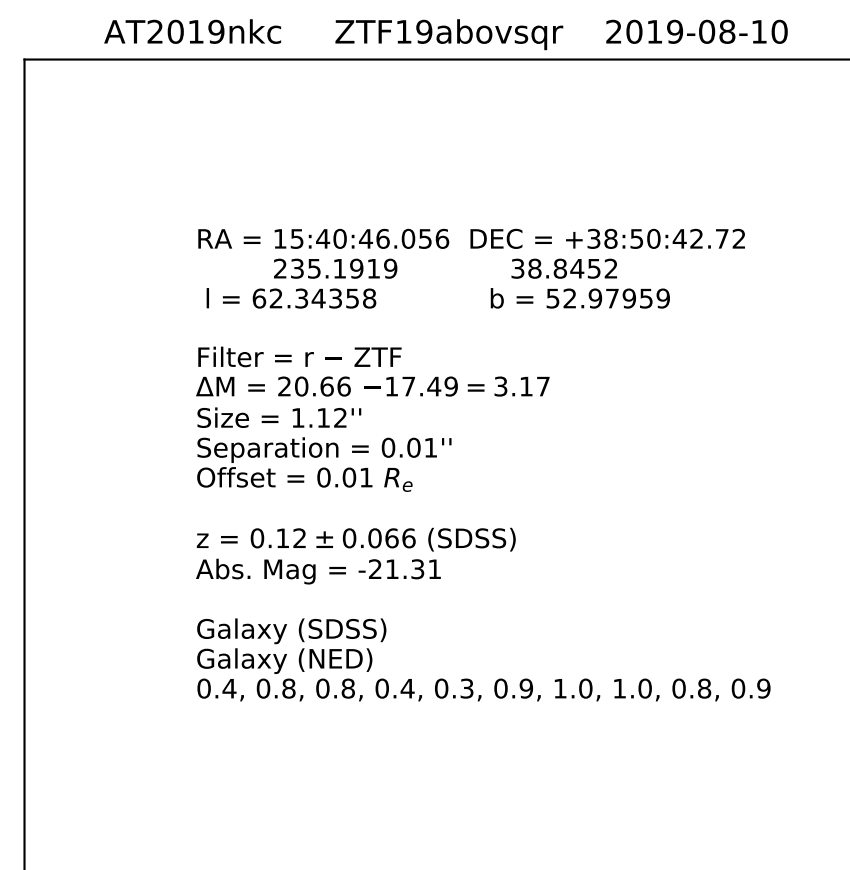 AT2019nkc ZTF19abovsqr 2019-08-10
RA = 15:40:46.056 DEC = +38:50:42.72
235.1919 38.8452
l = 62.34358 b = 52.97959
Filter = r − ZTF
ΔM = 20.66 −17.49 = 3.17
Size = 1.12''
Separation = 0.01''
Offset = 0.01 Re
z = 0.12 ± 0.066 (SDSS)
Abs. Mag = -21.31
Galaxy (SDSS)
Galaxy (NED)
0.4, 0.8, 0.8, 0.4, 0.3, 0.9, 1.0, 1.0, 0.8, 0.9